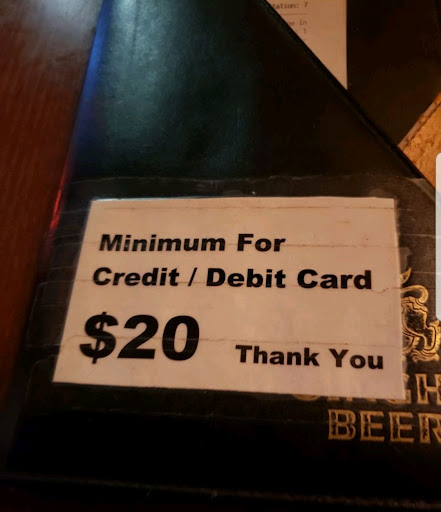 Minimum For
Credit / Debit Card
$20 Thank You
BEER